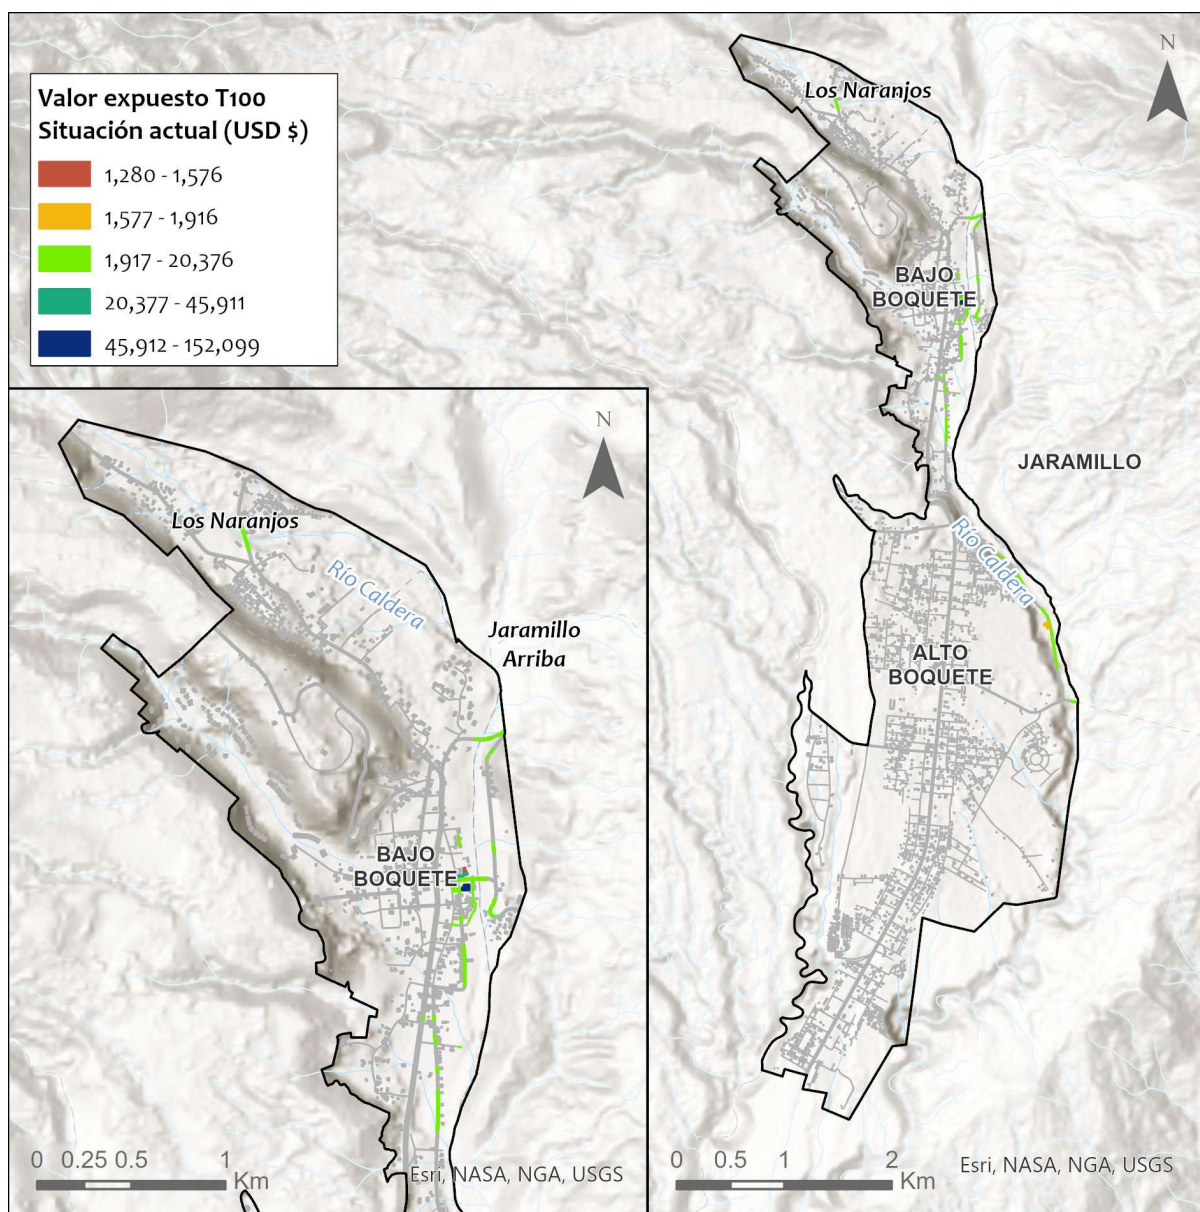 Valor expuesto T100
Situación actual (USD $)
1,280 - 1,576
1,577 - 1,916
1,917 - 20,376
20,377 - 45,911
45,912 - 152,099
N
Los Naranjos
BAJO
BOQUETE
JARAMILLO
Río Caldera
ALTO
BOQUETE
0 0.5 1 2
Km
Esri, NASA, NGA, USGS
N
Los Naranjos
Río Caldera
Jaramillo
Arriba
BAJO
BOQUETE
0 0.25 0.5 1
Km
Esri, NASA, NGA, USGS